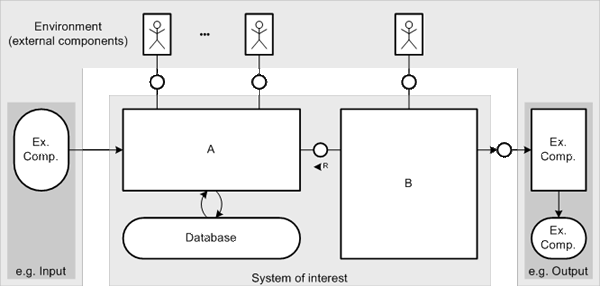 Environment
(external components)
...
Ex.
Comp.
A
R
B
Ex.
Comp.
Database
Ex.
Comp.
e.g. Input
System of interest
e.g. Output